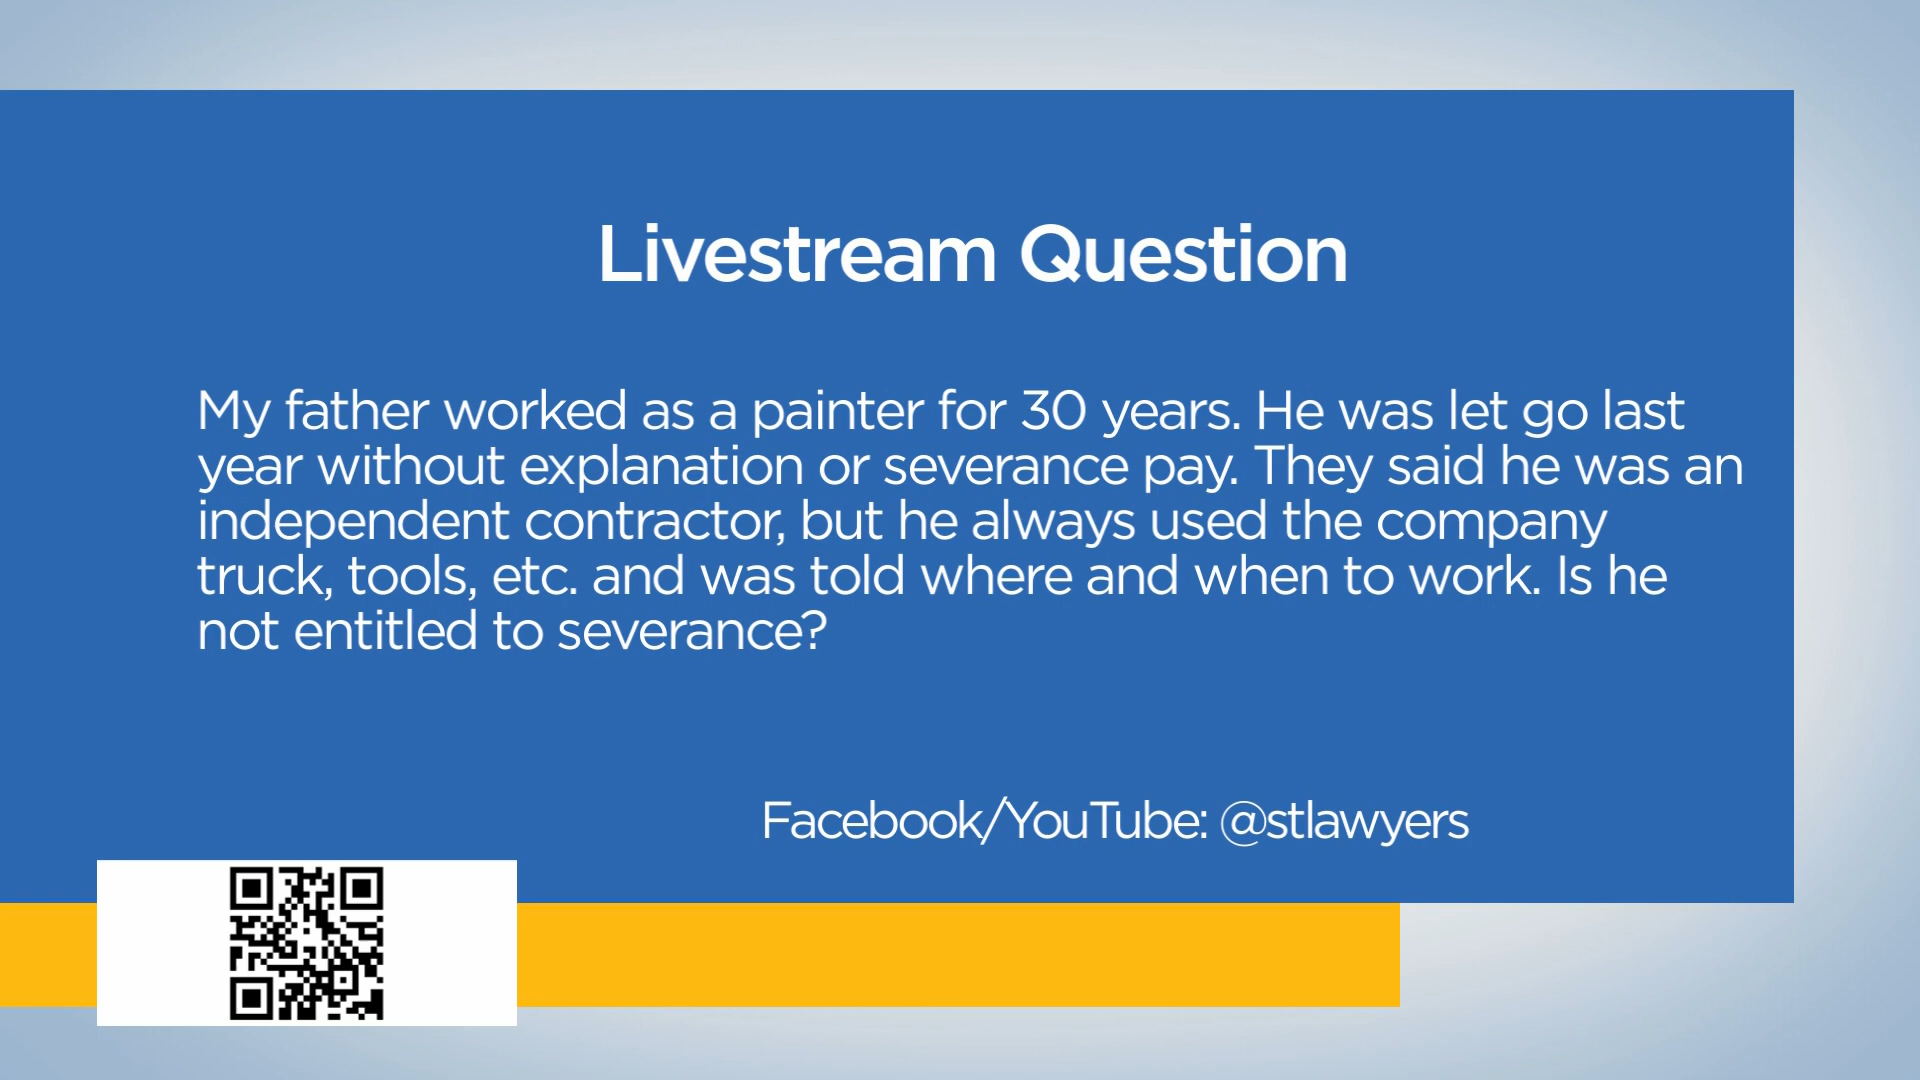 Livestream Question
My father worked as a painter for 30 years. He was let go last
year without explanation or severance pay. They said he was an
independent contractor, but he always used the company
truck, tools, etc. and was told where and when to work. Is he
not entitled to severance?
Facebook/YouTube: @stlawyers